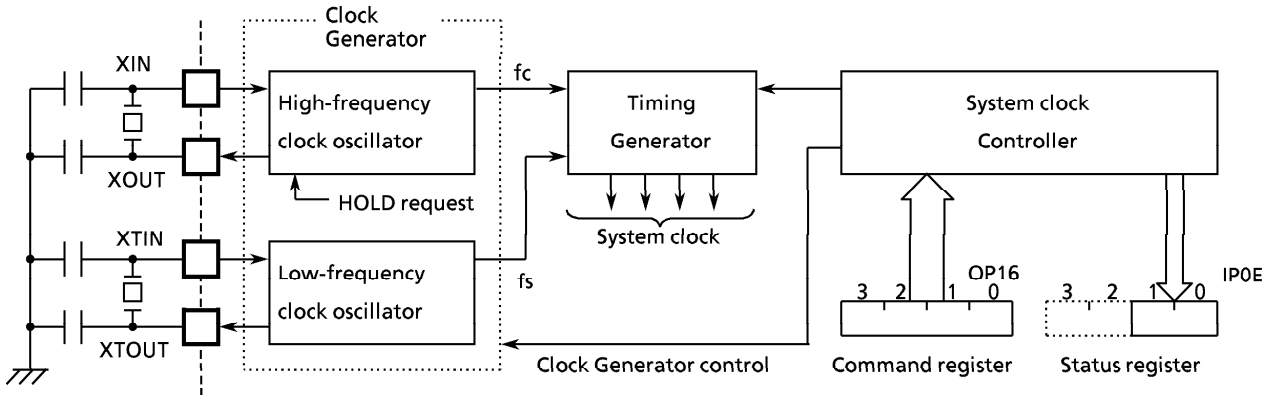 Clock
Generator
XIN
XOUT
XTIN
XTOUT
High-frequency
clock oscillator
HOLD request
Low-frequency
clock oscillator
fc
fs
Timing
Generator
System clock
System clock
Controller
Clock Generator control
OP16
3 2 1 0
Command register
IP0E
3 2 1 0
Status register